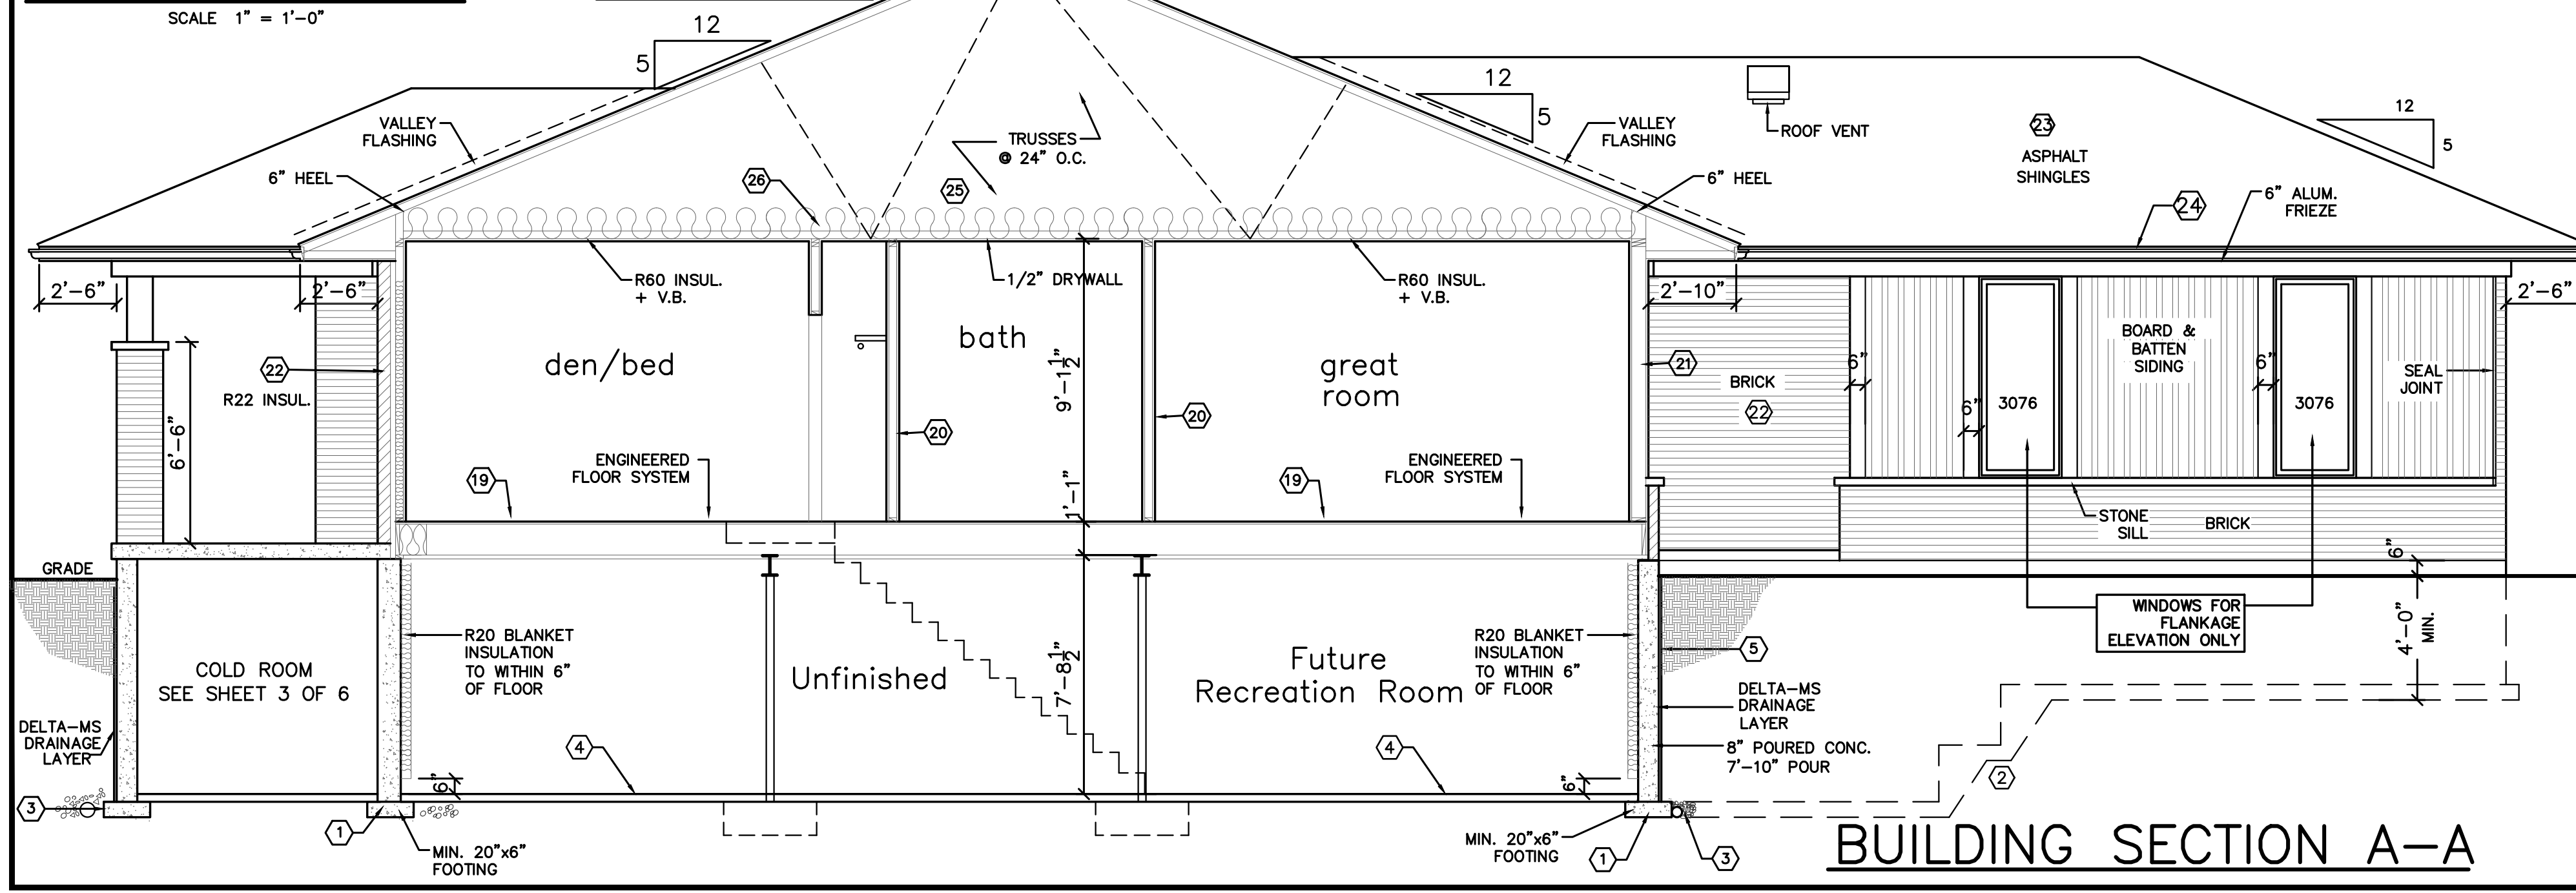 SCALE 1" = 1'-0"
12
5
12
5
12
5
VALLEY
FLASHING
TRUSSES
@ 24" O.C.
VALLEY
FLASHING
ROOF VENT
23
ASPHALT
SHINGLES
6" HEEL
26
25
6" HEEL
24
6" ALUM.
FRIEZE
2'-6"
2'-6"
R60 INSUL.
+ V.B.
1/2" DRYWALL
R60 INSUL.
+ V.B.
2'-10"
2'-6"
den/bed
bath
great
room
9'-1 1/2"
22
R22 INSUL.
6'-6"
21
BRICK
22
6"
6"
3076
BOARD &
BATTEN
SIDING
6"
3076
SEAL
JOINT
20
20
19
ENGINEERED
FLOOR SYSTEM
1'-1"
19
ENGINEERED
FLOOR SYSTEM
STONE
SILL
BRICK
6"
GRADE
COLD ROOM
SEE SHEET 3 OF 6
R20 BLANKET
INSULATION
TO WITHIN 6"
OF FLOOR
Unfinished
7'-8 1/2"
Future
Recreation Room
R20 BLANKET
INSULATION
TO WITHIN 6"
OF FLOOR
5
WINDOWS FOR
FLANKAGE
ELEVATION ONLY
4'-0"
MIN.
DELTA-MS
DRAINAGE
LAYER
DELTA-MS
DRAINAGE
LAYER
8" POURED CONC.
7'-10" POUR
4
4
6"
6"
2
3
1
MIN. 20"x6"
FOOTING
MIN. 20"x6"
FOOTING
1
3
BUILDING SECTION A-A